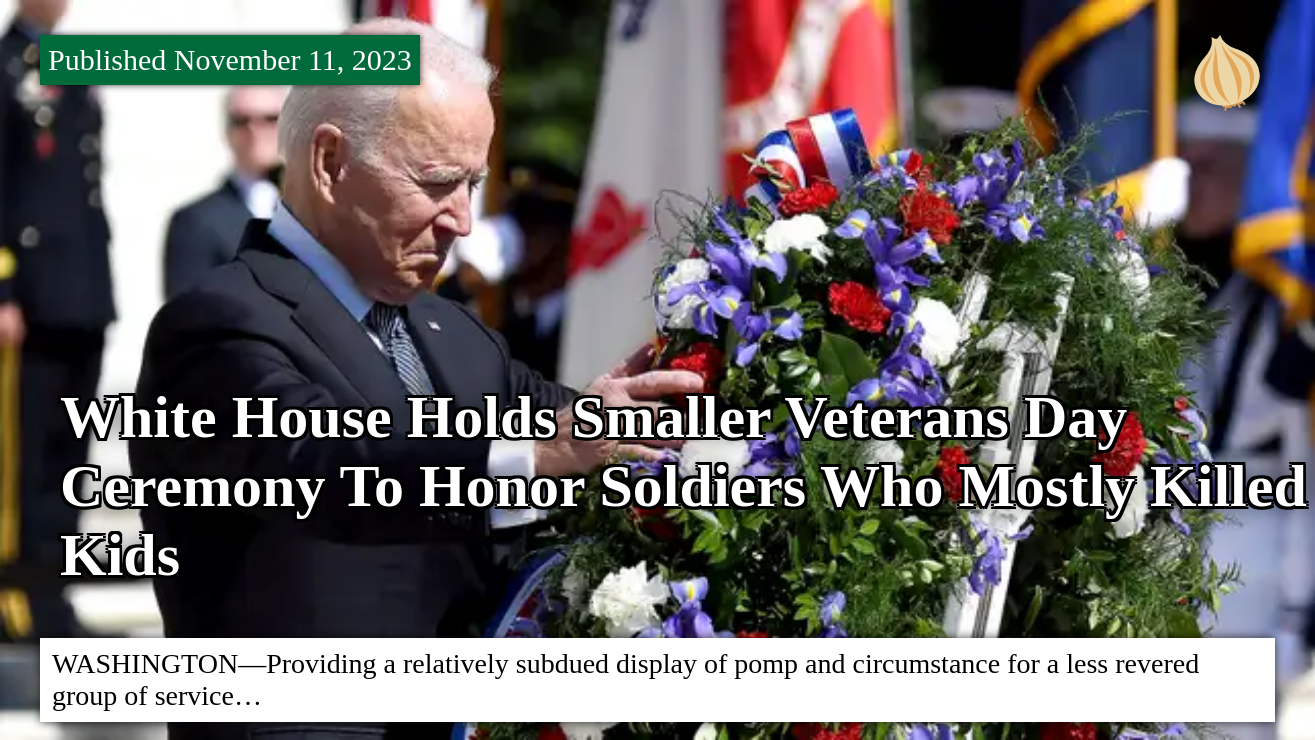 Published November 11, 2023
White House Holds Smaller Veterans Day
Ceremony To Honor Soldiers Who Mostly Killed
Kids
WASHINGTON—Providing a relatively subdued display of pomp and circumstance for a less revered
group of service…